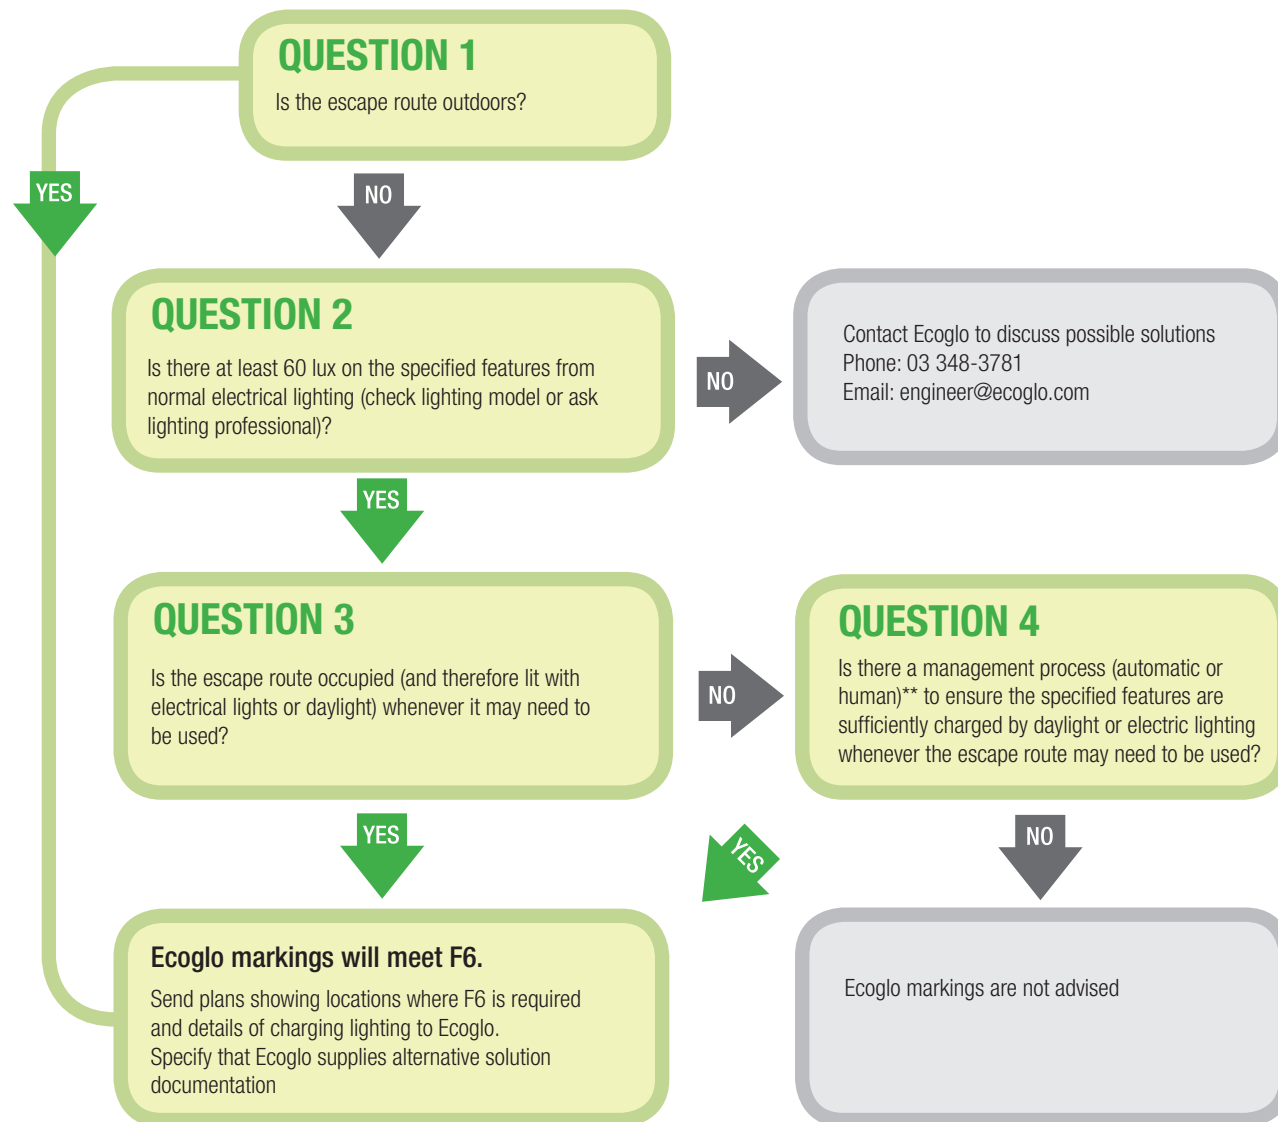 QUESTION 1
Is the escape route outdoors?
YES
NO
QUESTION 2
Is there at least 60 lux on the specified features from
normal electrical lighting (check lighting model or ask
lighting professional)?
NO
Contact Ecoglo to discuss possible solutions
Phone: 03 348-3781
Email: engineer@ecoglo.com
YES
QUESTION 3
Is the escape route occupied (and therefore lit with
electrical lights or daylight) whenever it may need to
be used?
NO
QUESTION 4
Is there a management process (automatic or
human)** to ensure the specified features are
sufficiently charged by daylight or electric lighting
whenever the escape route may need to be used?
YES
YES
NO
Ecoglo markings will meet F6.
Send plans showing locations where F6 is required
and details of charging lighting to Ecoglo.
Specify that Ecoglo supplies alternative solution
documentation
Ecoglo markings are not advised